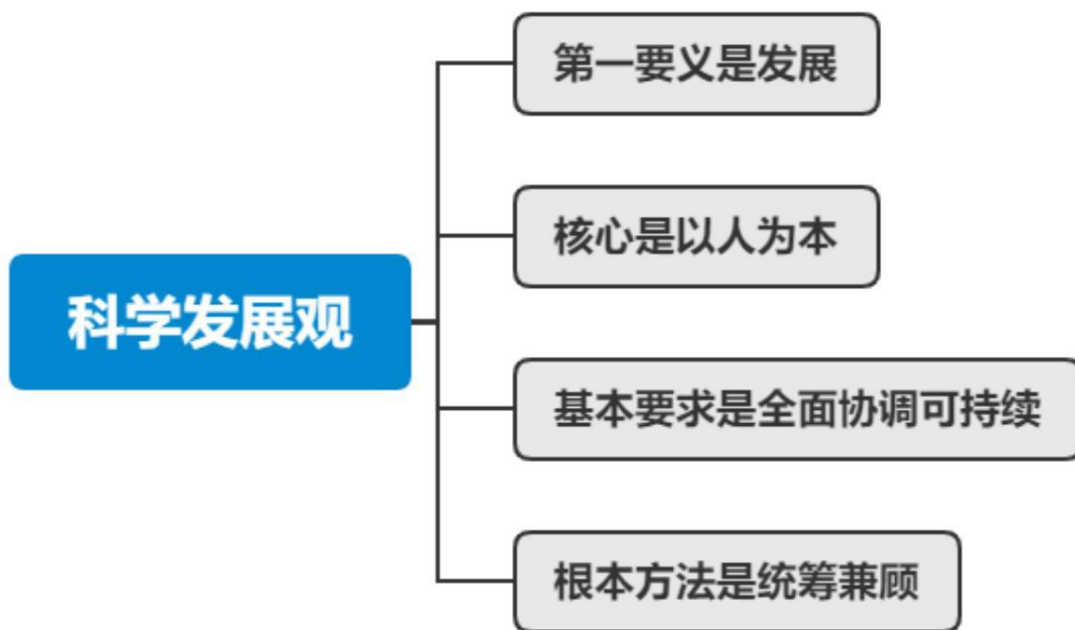 科学发展观
第一要义是发展
核心是以人为本
基本要求是全面协调可持续
根本方法是统筹兼顾